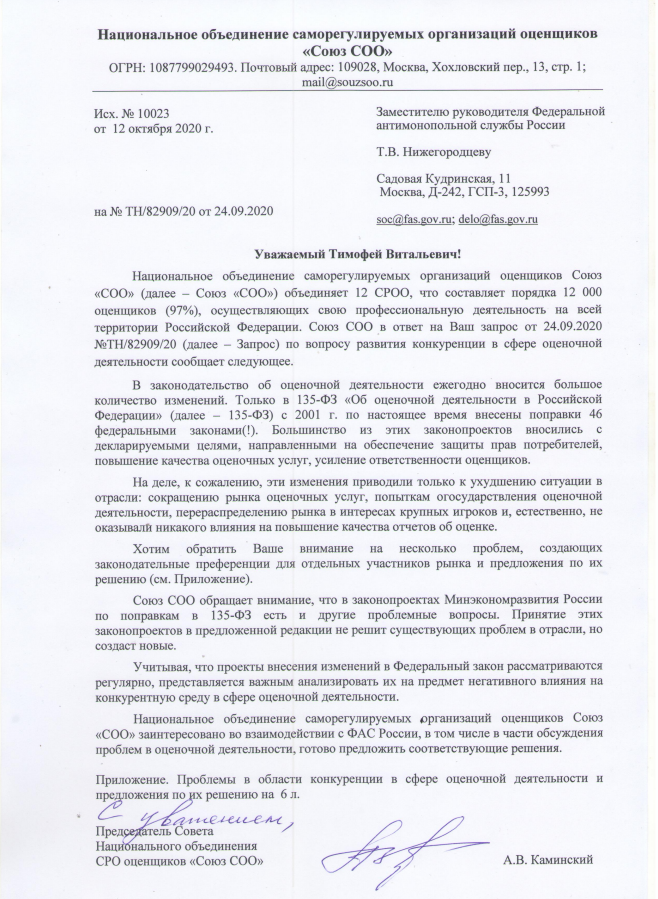 Национальное объединение саморегулируемых организаций оценщиков
«Союз СОО»
ОГРН: 1087799029493. Почтовый адрес: 109028, Москва, Хохловский пер., 13, стр. 1;
mail@souzsoo.ru
Исх. № 10023
от 12 октября 2020 г.
Заместителю руководителя Федеральной
антимонопольной службы России
Т.В. Нижегородцеву
Садовая Кудринская, 11
Москва, Д-242, ГСП-3, 125993
на № ТН/82909/20 от 24.09.2020
soc@fas.gov.ru; delo@fas.gov.ru
Уважаемый Тимофей Витальевич!
Национальное объединение саморегулируемых организаций оценщиков Союз
«СОО» (далее – Союз «СОО») объединяет 12 СРОО, что составляет порядка 12 000
оценщиков (97%), осуществляющих свою профессиональную деятельность на всей
территории Российской Федерации. Союз СОО в ответ на Ваш запрос от 24.09.2020
№ТН/82909/20 (далее – Запрос) по вопросу развития конкуренции в сфере оценочной
деятельности сообщает следующее.
В законодательство об оценочной деятельности ежегодно вносится большое
количество изменений. Только в 135-ФЗ «Об оценочной деятельности в Российской
Федерации» (далее – 135-ФЗ) с 2001 г. по настоящее время внесены поправки 46
федеральными законами(!). Большинство из этих законопроектов вносились с
декларируемыми целями, направленными на обеспечение защиты прав потребителей,
повышение качества оценочных услуг, усиление ответственности оценщиков.
На деле, к сожалению, эти изменения приводили только к ухудшению ситуации в
отрасли: сокращению рынка оценочных услуг, попыткам огосударствления оценочной
деятельности, перераспределению рынка в интересах крупных игроков и, естественно, не
оказывали никакого влияния на повышение качества отчетов об оценке.
Хотим обратить Ваше внимание на несколько проблем, создающих
законодательные преференции для отдельных участников рынка и предложения по их
решению (см. Приложение).
Союз СОО обращает внимание, что в законопроектах Минэкономразвития России
по поправкам в 135-ФЗ есть и другие проблемные вопросы. Принятие этих
законопроектов в предложенной редакции не решит существующих проблем в отрасли, но
создаст новые.
Учитывая, что проекты внесения изменений в Федеральный закон рассматриваются
регулярно, представляется важным анализировать их на предмет негативного влияния на
конкурентную среду в сфере оценочной деятельности.
Национальное объединение саморегулируемых организаций оценщиков Союз
«СОО» заинтересовано во взаимодействии с ФАС России, в том числе в части обсуждения
проблем в оценочной деятельности, готово предложить соответствующие решения.
Приложение. Проблемы в области конкуренции в сфере оценочной деятельности и
предложения по их решению на 6 л.
С уважением,
Председатель Совета
Национального объединения
СРО оценщиков «Союз СОО»
А.В. Каминский